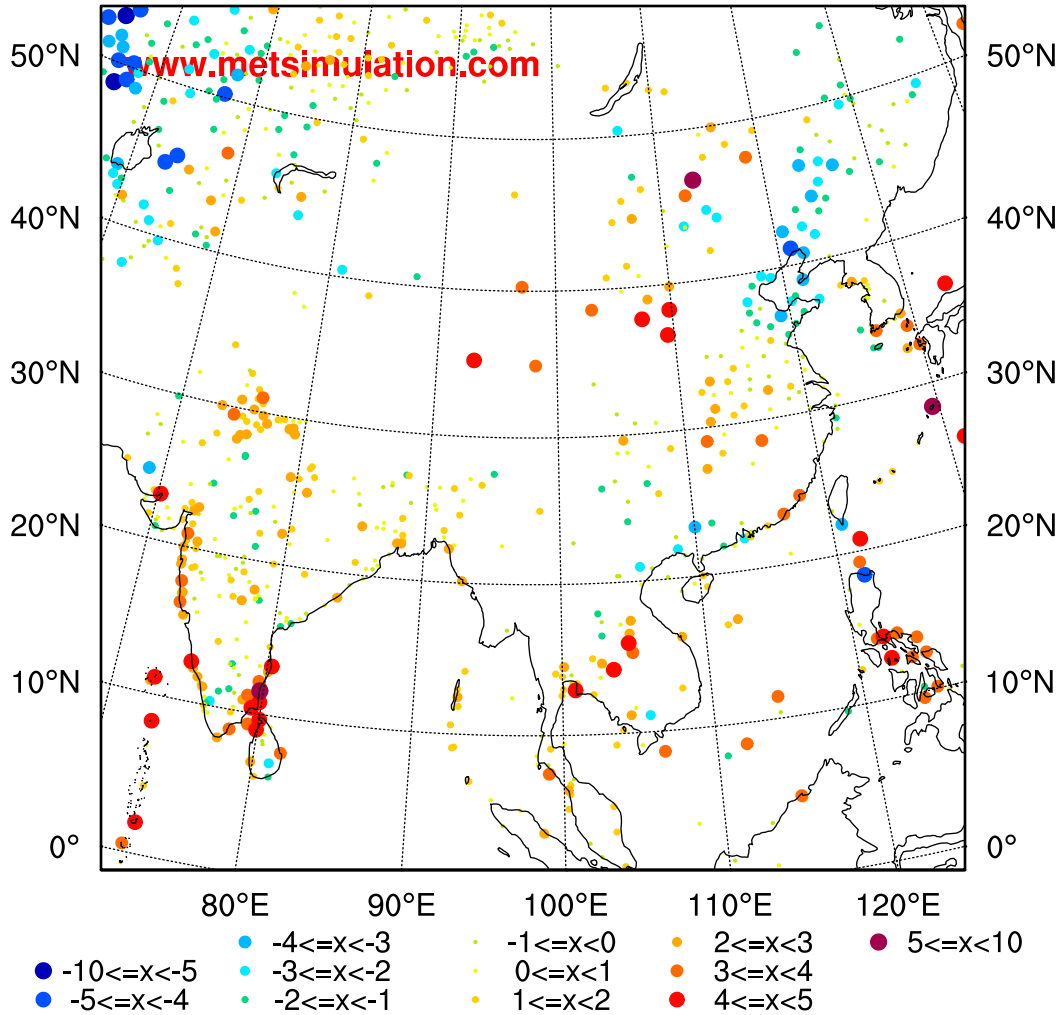 50°N 50°N
www.metsimulation.com
40°N 40°N
30°N 30°N
20°N 20°N
10°N 10°N
0° 0°
80°E 90°E 100°E 110°E 120°E
-4<=x<-3 -1<=x<0 2<=x<3 5<=x<10
-10<=x<-5 -3<=x<-2 0<=x<1 3<=x<4
-5<=x<-4 -2<=x<-1 1<=x<2 4<=x<5